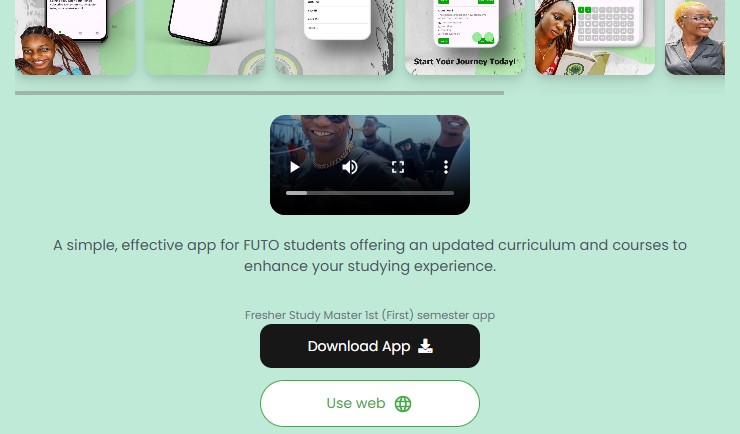 Start Your Journey Today!
A simple, effective app for FUTO students offering an updated curriculum and courses to
enhance your studying experience.
Fresher Study Master 1st (First) semester app
Download App
Use web